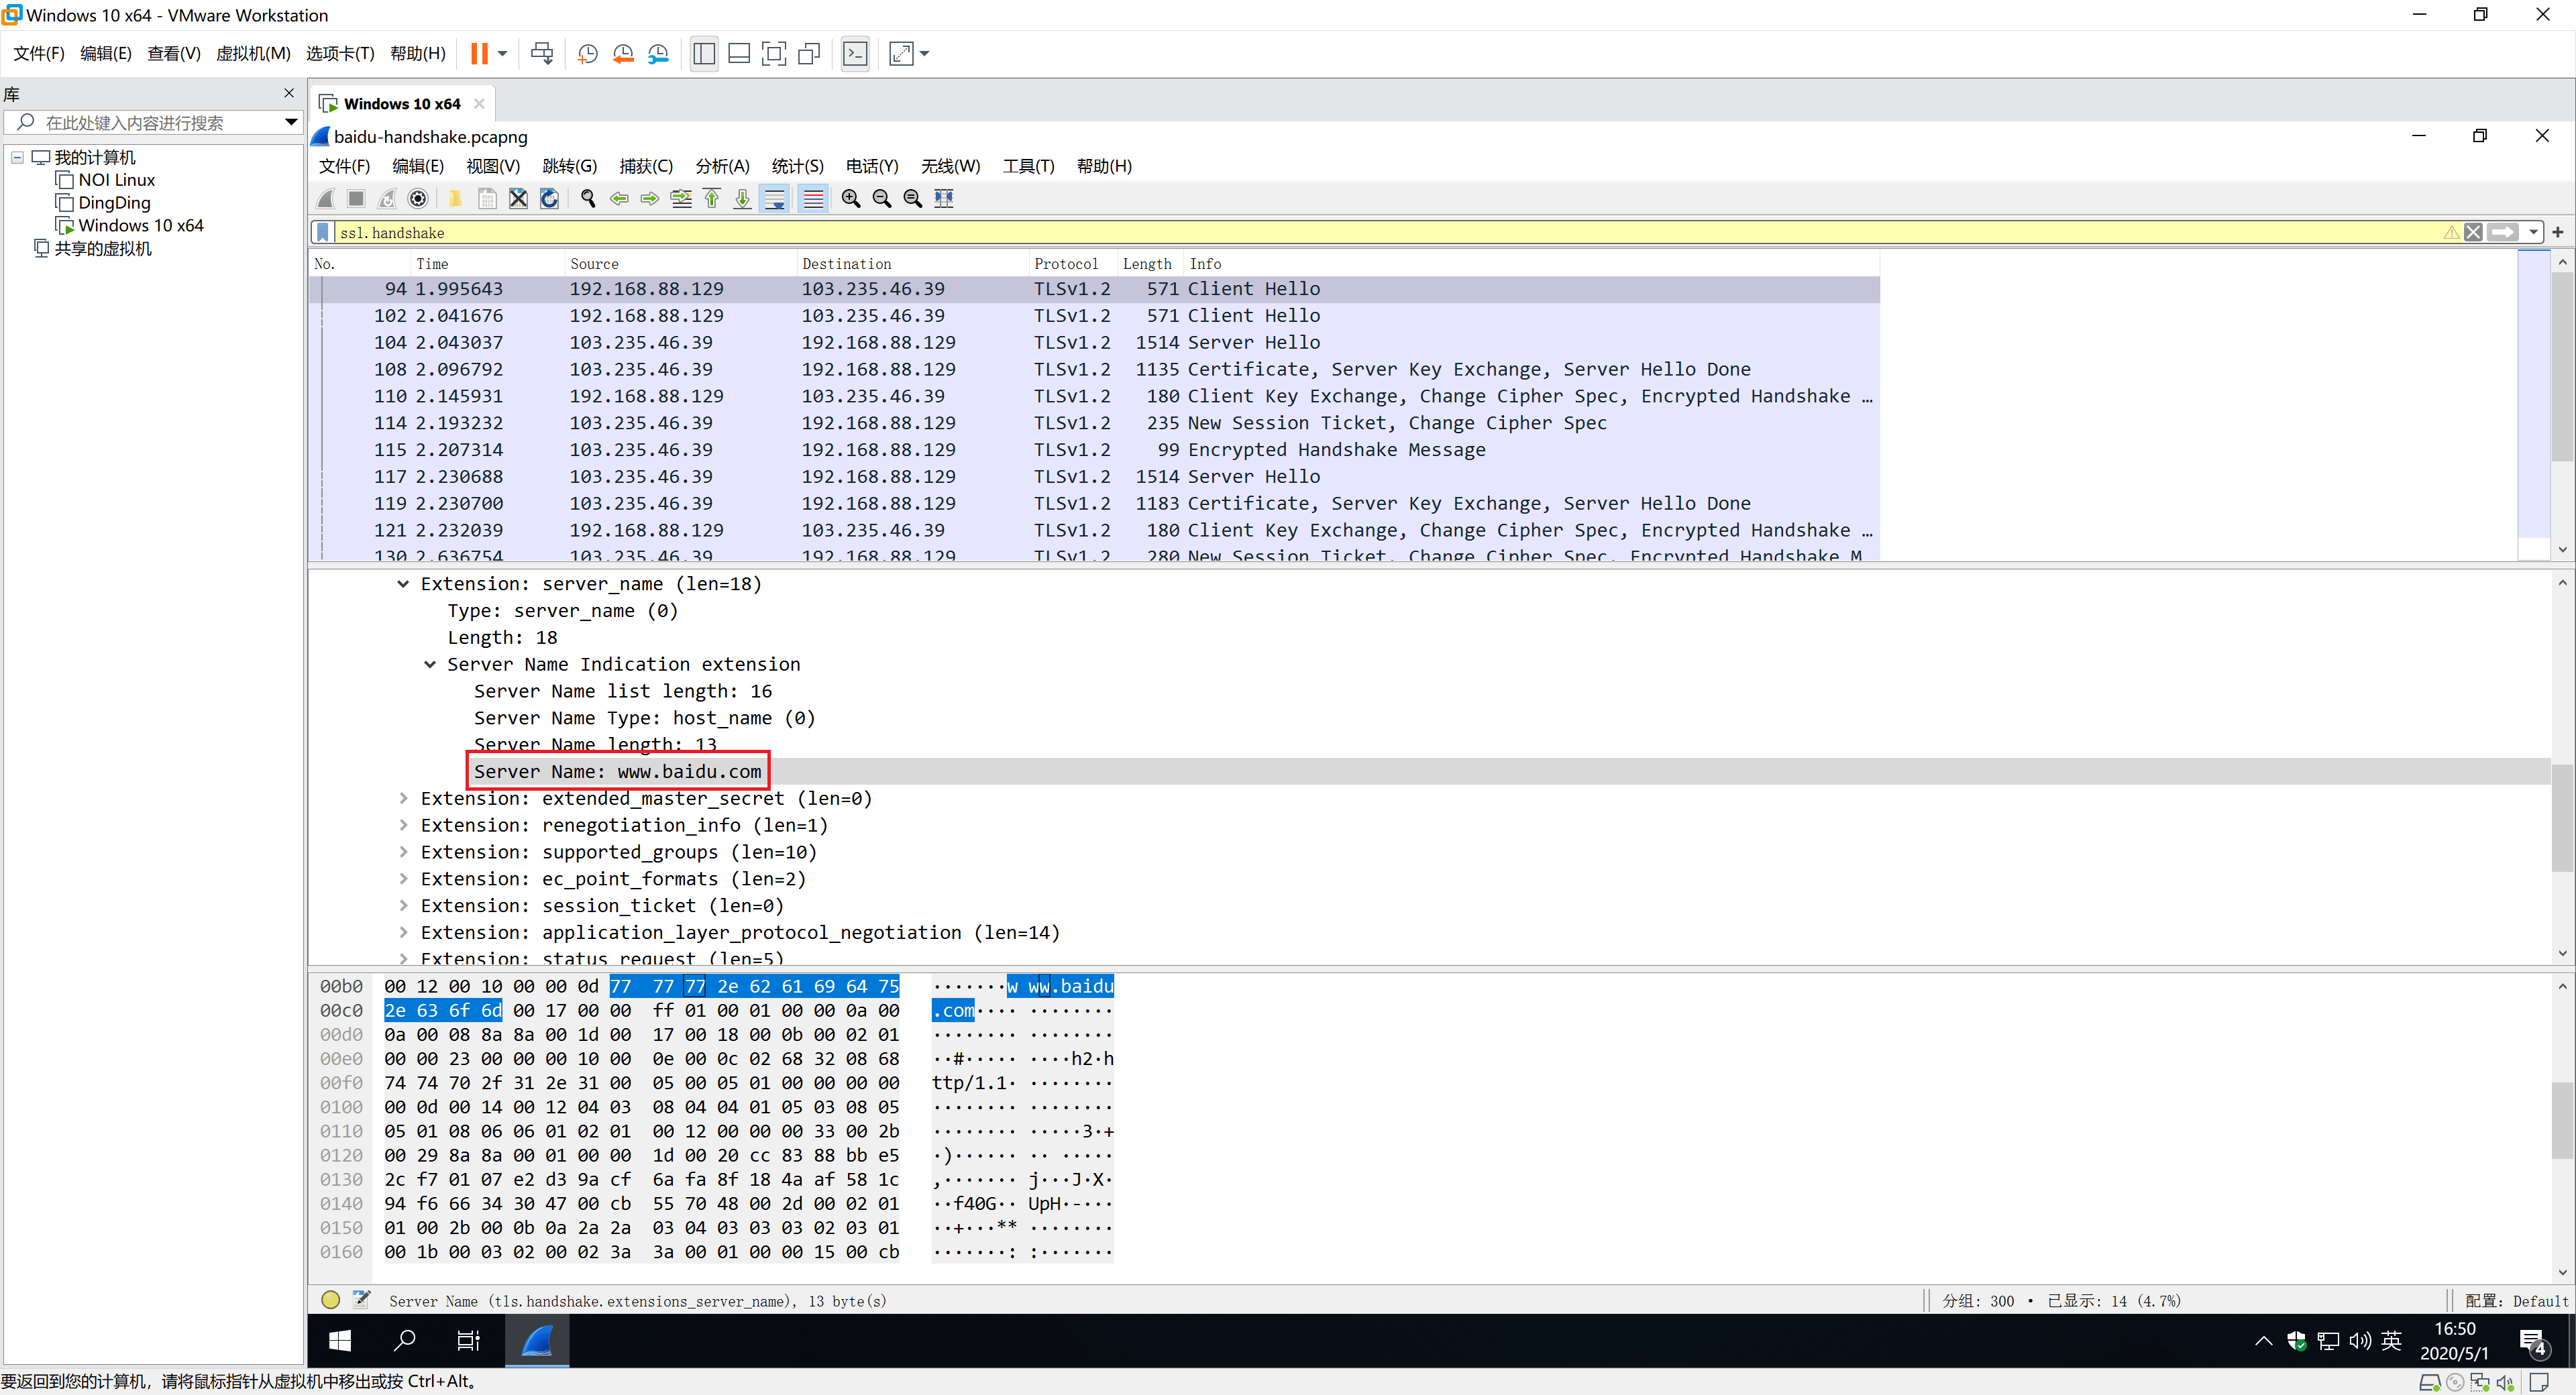 Windows 10 x64 - VMware Workstation
文件(F) 编辑(E) 查看(V) 虚拟机(M) 选项卡(T) 帮助(H)
库
在此处键入内容进行搜索
我的计算机
NOI Linux
DingDing
Windows 10 x64
共享的虚拟机
Windows 10 x64
baidu-handshake.pcapng
文件(F) 编辑(E) 视图(V) 跳转(G) 捕获(C) 分析(A) 统计(S) 电话(Y) 无线(W) 工具(T) 帮助(H)
ssl.handshake
No. Time Source Destination Protocol Length Info
94 1.995643 192.168.88.129 103.235.46.39 TLSv1.2 571 Client Hello
102 2.041676 192.168.88.129 103.235.46.39 TLSv1.2 571 Client Hello
104 2.043037 103.235.46.39 192.168.88.129 TLSv1.2 1514 Server Hello
108 2.096792 103.235.46.39 192.168.88.129 TLSv1.2 1135 Certificate, Server Key Exchange, Server Hello Done
110 2.145931 192.168.88.129 103.235.46.39 TLSv1.2 180 Client Key Exchange, Change Cipher Spec, Encrypted Handshake …
114 2.193232 103.235.46.39 192.168.88.129 TLSv1.2 235 New Session Ticket, Change Cipher Spec
115 2.207314 103.235.46.39 192.168.88.129 TLSv1.2 99 Encrypted Handshake Message
117 2.230688 103.235.46.39 192.168.88.129 TLSv1.2 1514 Server Hello
119 2.230700 103.235.46.39 192.168.88.129 TLSv1.2 1183 Certificate, Server Key Exchange, Server Hello Done
121 2.232039 192.168.88.129 103.235.46.39 TLSv1.2 180 Client Key Exchange, Change Cipher Spec, Encrypted Handshake …
130 2.636754 103.235.46.39 192.168.88.129 TLSv1.2 280 New Session Ticket, Change Cipher Spec, Encrypted Handshake M
Extension: server_name (len=18)
Type: server_name (0)
Length: 18
Server Name Indication extension
Server Name list length: 16
Server Name Type: host_name (0)
Server Name length: 13
Server Name: www.baidu.com
Extension: extended_master_secret (len=0)
Extension: renegotiation_info (len=1)
Extension: supported_groups (len=10)
Extension: ec_point_formats (len=2)
Extension: session_ticket (len=0)
Extension: application_layer_protocol_negotiation (len=14)
Extension: status_request (len=5)
00b0 00 12 00 10 00 00 0d 77 77 77 2e 62 61 69 64 75 ·······w ww.baidu
00c0 2e 63 6f 6d 00 17 00 00 ff 01 00 01 00 00 0a 00 .com···· ········
00d0 0a 00 08 8a 8a 00 1d 00 17 00 18 00 0b 00 02 01 ········ ········
00e0 00 00 23 00 00 00 10 00 0e 00 0c 02 68 32 08 68 ··#····· ····h2·h
00f0 74 74 70 2f 31 2e 31 00 05 00 05 01 00 00 00 00 ttp/1.1· ········
0100 00 0d 00 14 00 12 04 03 08 04 04 01 05 03 08 05 ········ ········
0110 05 01 08 06 06 01 02 01 00 12 00 00 00 33 00 2b ········ ·····3·+
0120 00 29 8a 8a 00 01 00 00 1d 00 20 cc 83 88 bb e5 ·)······ ·· ·····
0130 2c f7 01 07 e2 d3 9a cf 6a fa 8f 18 4a af 58 1c ,······· j···J·X·
0140 94 f6 66 34 30 47 00 cb 55 70 48 00 2d 00 02 01 ··f40G·· UpH·-···
0150 01 00 2b 00 0b 0a 2a 2a 03 04 03 03 03 02 03 01 ··+···** ········
0160 00 1b 00 03 02 00 02 3a 3a 00 01 00 00 15 00 cb ·······: :·······
Server Name (tls.handshake.extensions_server_name), 13 byte(s)
分组: 300 · 已显示: 14 (4.7%)
配置: Default
英
16:50
2020/5/1
4
要返回到您的计算机，请将鼠标指针从虚拟机中移出或按 Ctrl+Alt。